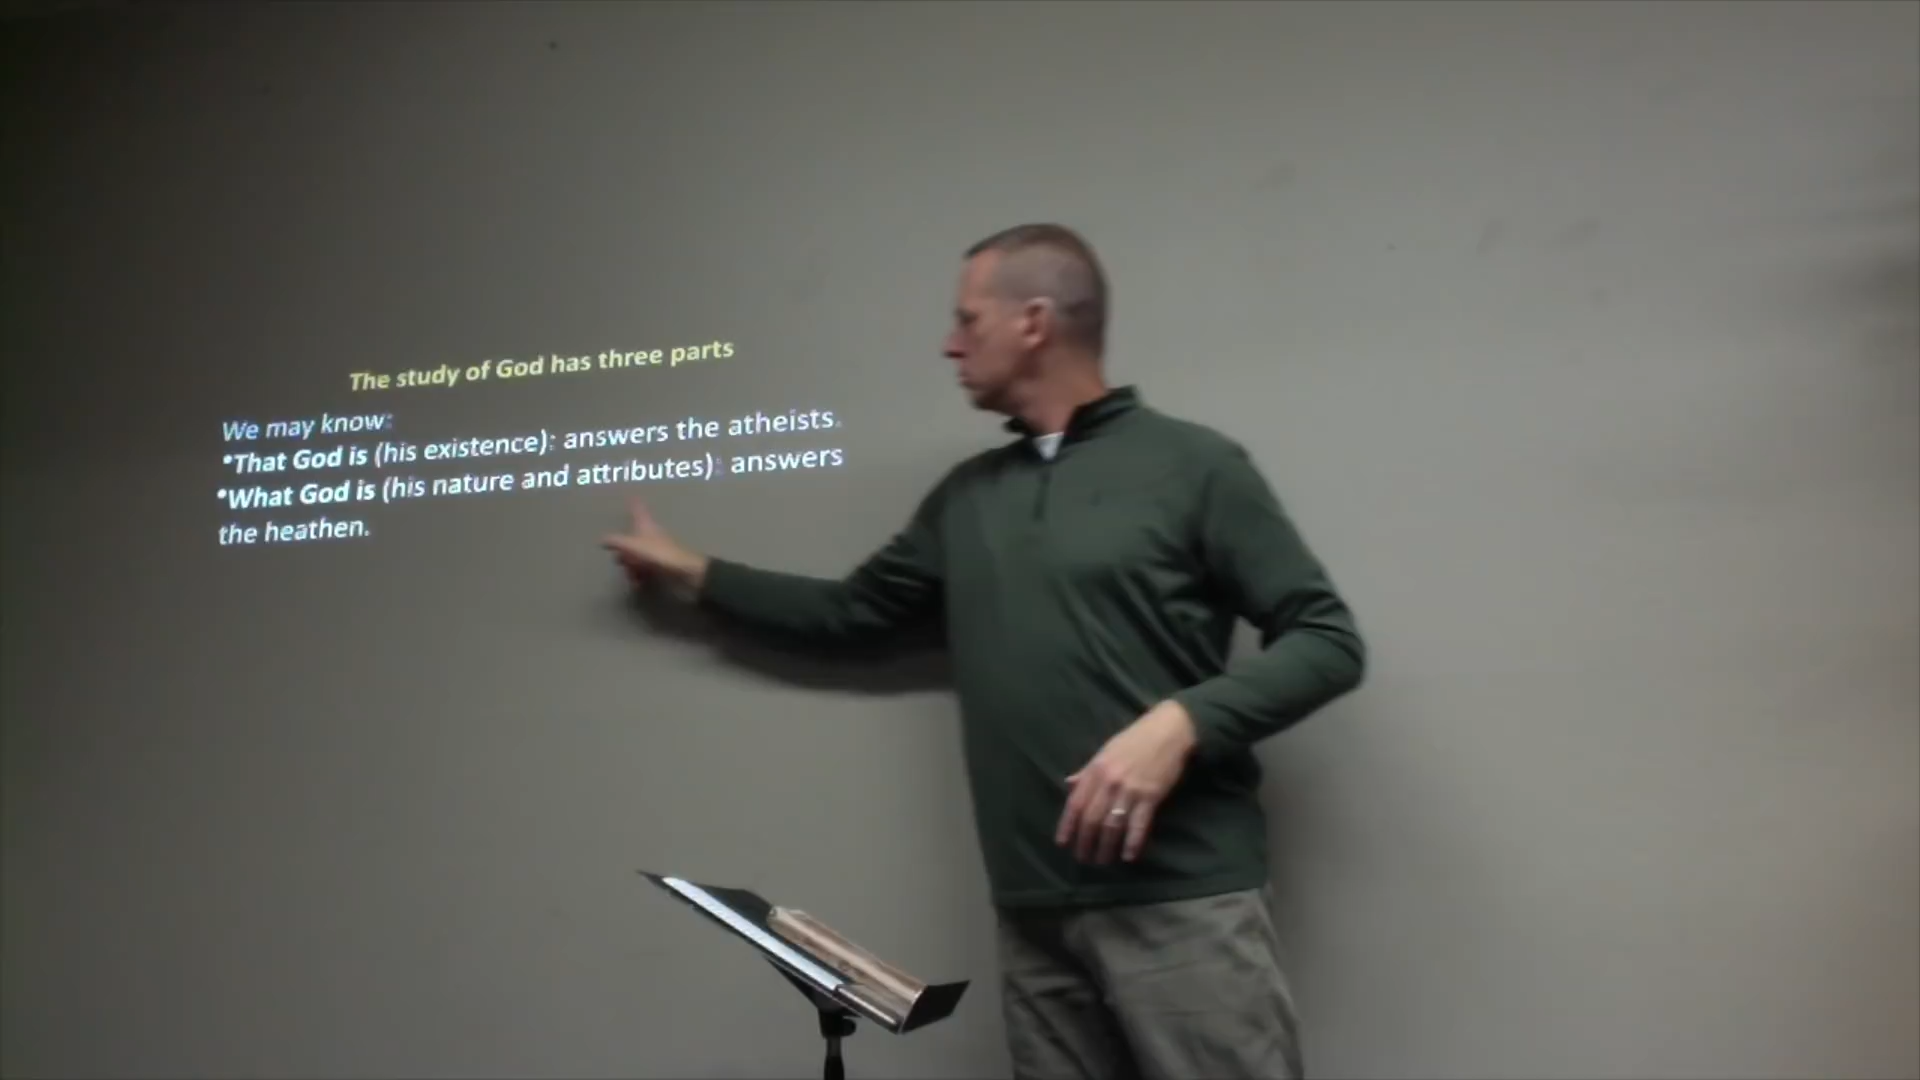 The study of God has three parts
We may know:
•That God is (his existence): answers the atheists.
•What God is (his nature and attributes): answers
the heathen.